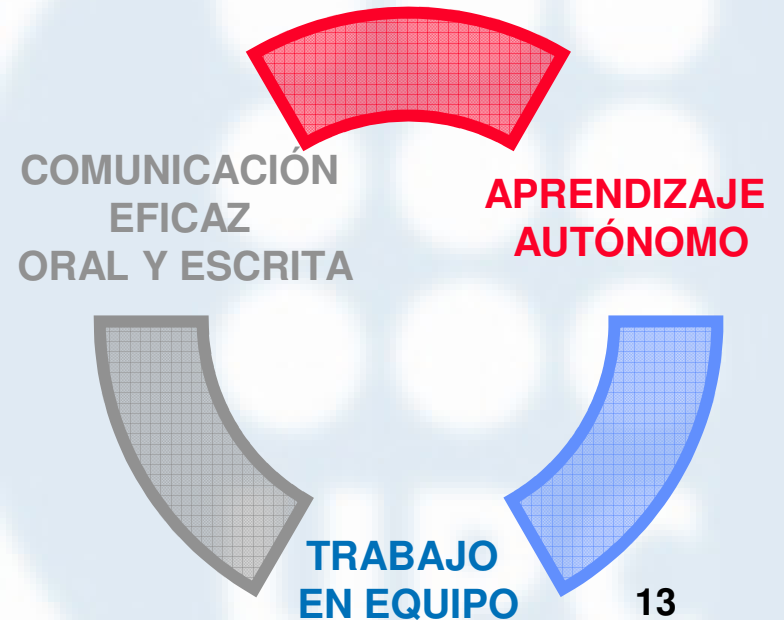 COMUNICACIÓN
EFICAZ
ORAL Y ESCRITA
APRENDIZAJE
AUTÓNOMO
TRABAJO
EN EQUIPO
13